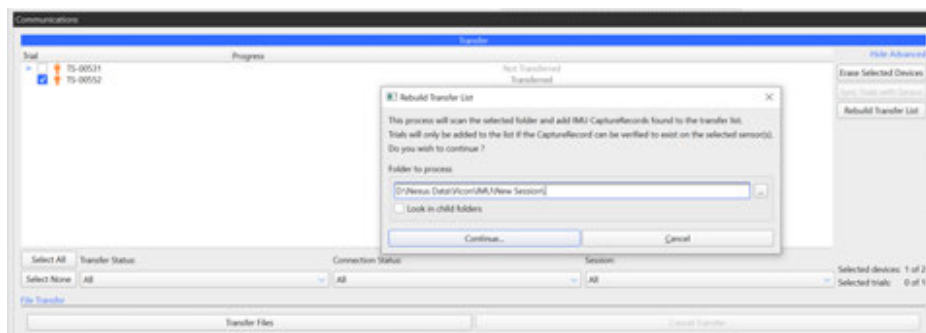 Communications
Transfer
Trial Progress Hide Advanced
TS-00531 Not Transferred
TS-00552 Transferred
Erase Selected Devices
Rebuild Transfer List
Rebuild Transfer List
This process will scan the selected folder and add IMU CaptureRecords found to the transfer list.
Trials will only be added to the list if the CaptureRecord can be verified to exist on the selected sensor(s).
Do you wish to continue ?
Folder to process
D:\Nexus Data\Vicon\IMU\New Session\
...
Look in child folders
Continue... Cancel
Select All Transfer Status: Connection Status: Session:
Select None All All All
Selected devices: 1 of 2
Selected trials: 0 of 1
File Transfer
Transfer Files Cancel Transfer